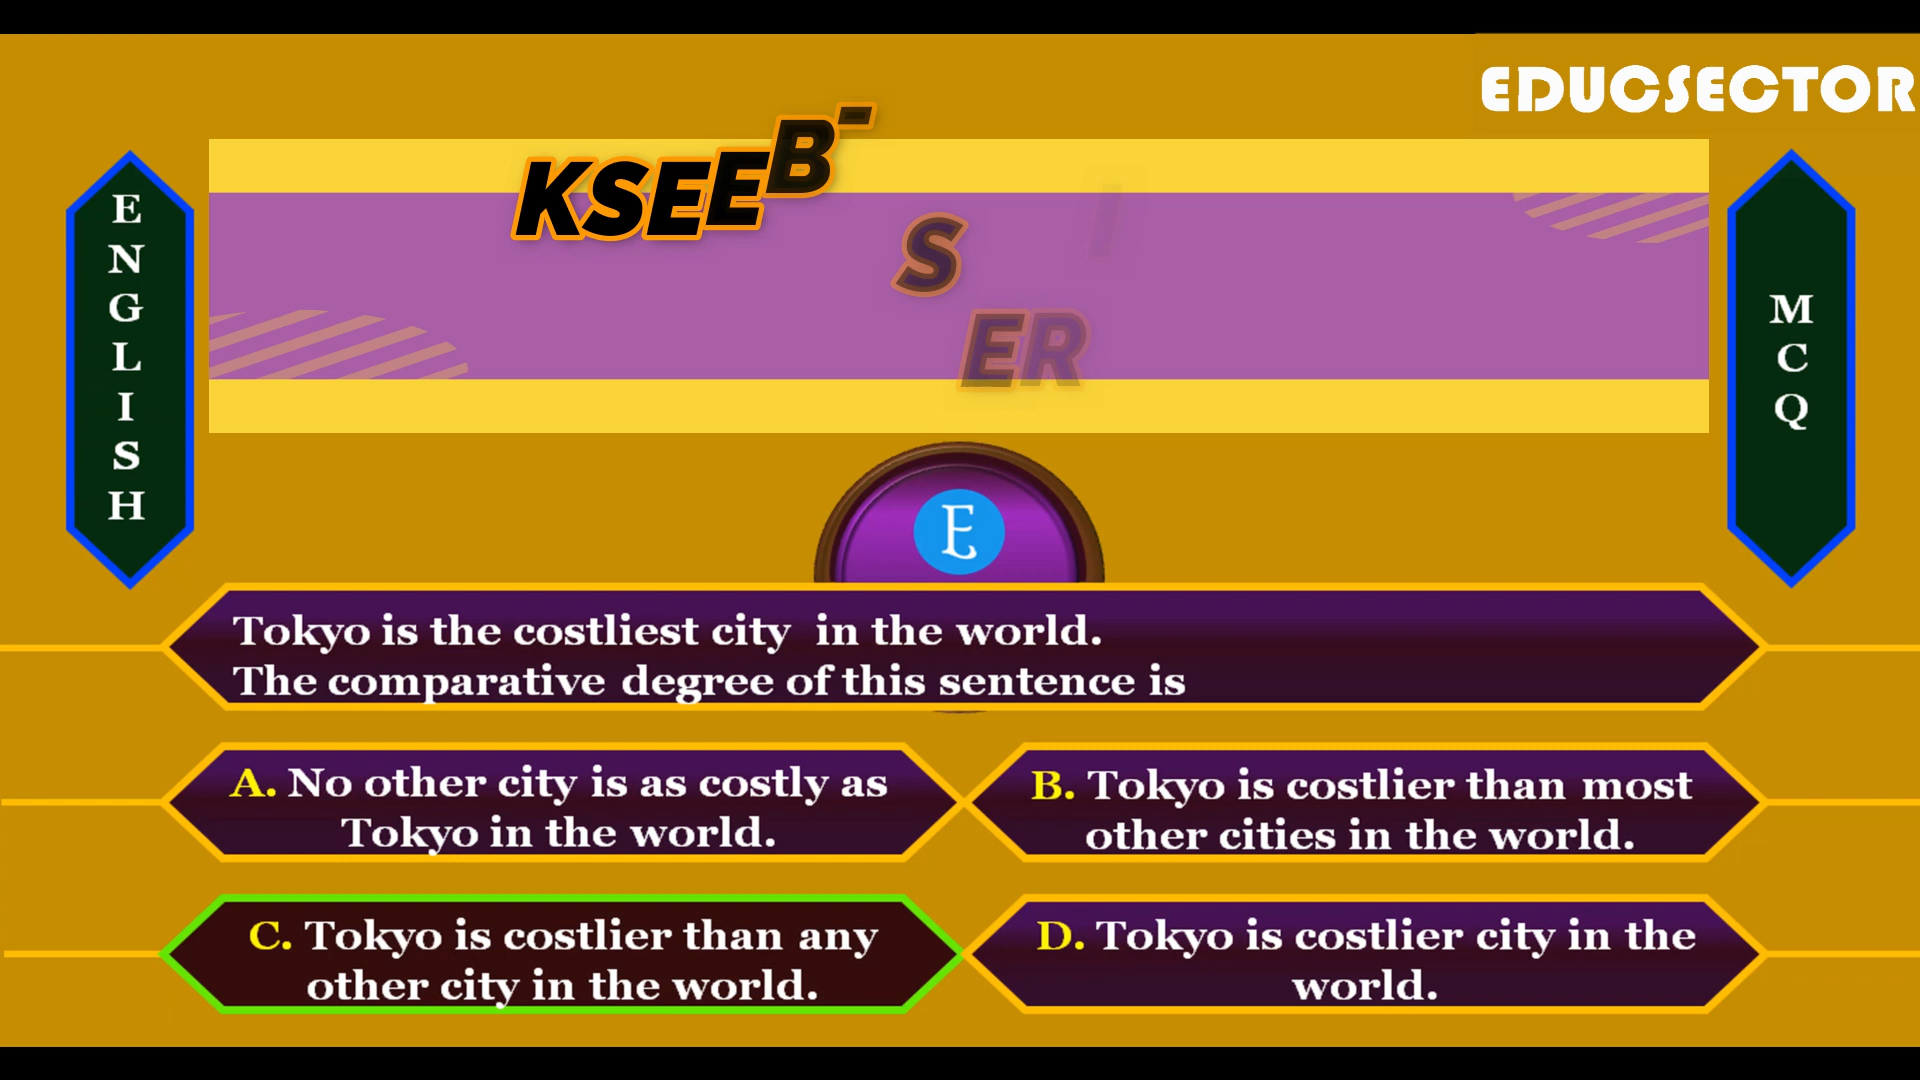 EDUCSECTOR
KSEEB-
S
ER
ENGLISH
MCQ
E
Tokyo is the costliest city in the world.
The comparative degree of this sentence is
A. No other city is as costly as
Tokyo in the world.
B. Tokyo is costlier than most
other cities in the world.
C. Tokyo is costlier than any
other city in the world.
D. Tokyo is costlier city in the
world.